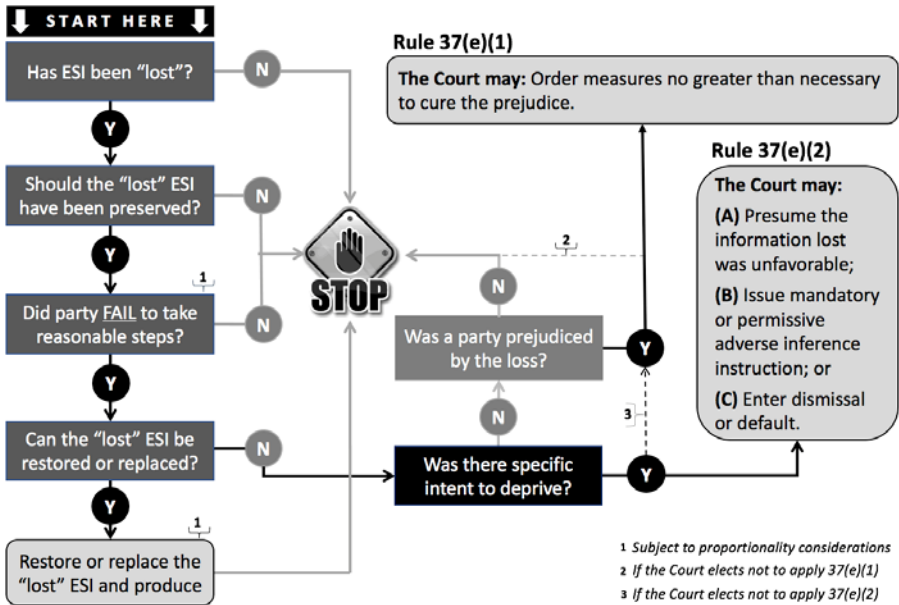 START HERE
Has ESI been “lost”?
N
Y
Should the “lost” ESI
have been preserved?
N
Y
1
Did party FAIL to take
reasonable steps?
N
Y
Can the “lost” ESI be
restored or replaced?
N
Y
1
Restore or replace the
“lost” ESI and produce
STOP
Rule 37(e)(1)
The Court may: Order measures no greater than necessary
to cure the prejudice.
2
N
Was a party prejudiced
by the loss?
Y
N
3
Was there specific
intent to deprive?
Y
Rule 37(e)(2)
The Court may:
(A) Presume the
information lost
was unfavorable;
(B) Issue mandatory
or permissive
adverse inference
instruction; or
(C) Enter dismissal
or default.
1 Subject to proportionality considerations
2 If the Court elects not to apply 37(e)(1)
3 If the Court elects not to apply 37(e)(2)